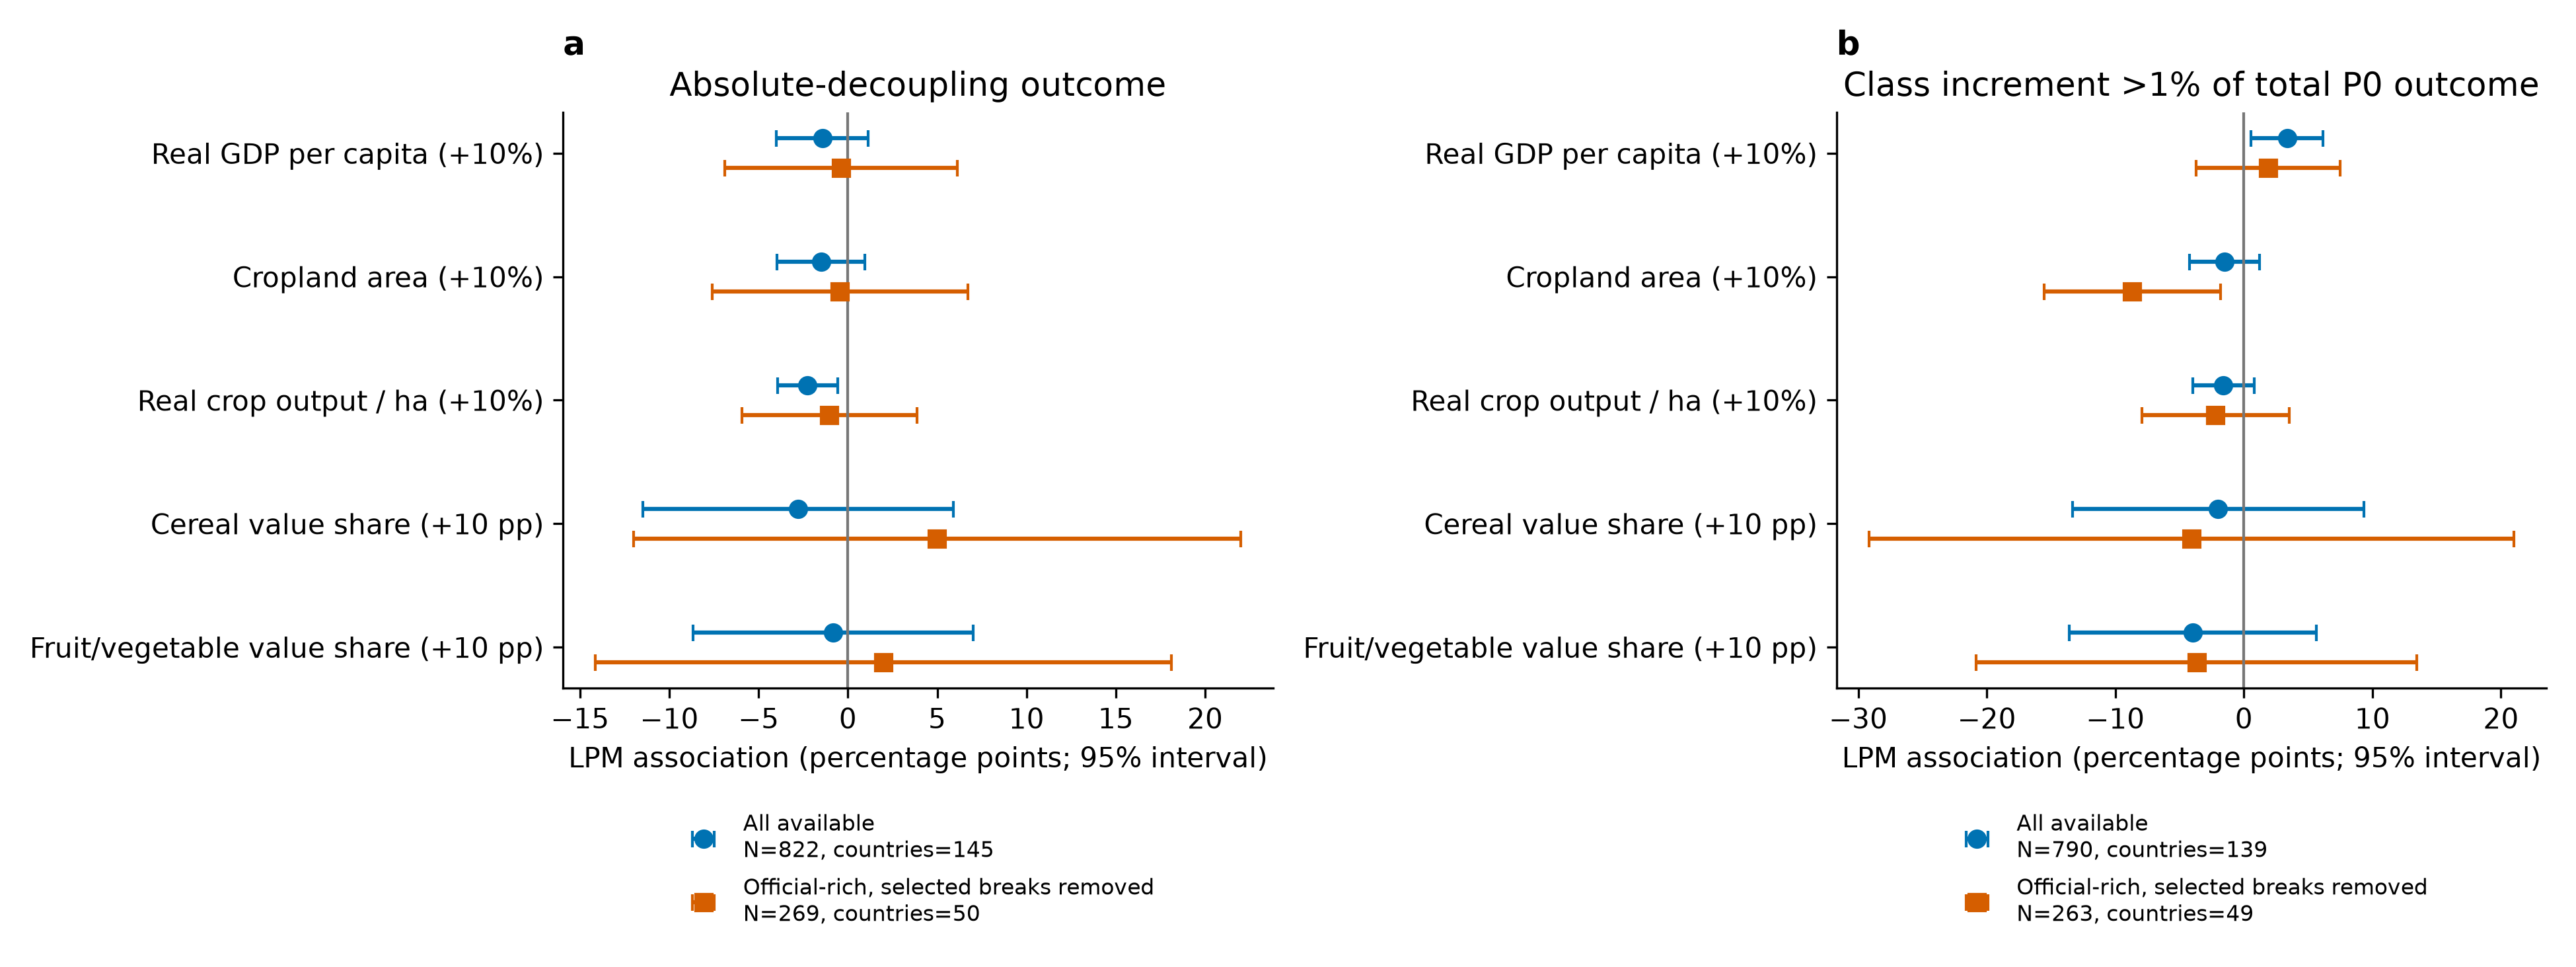 a
Absolute-decoupling outcome
Real GDP per capita (+10%)
Cropland area (+10%)
Real crop output / ha (+10%)
Cereal value share (+10 pp)
Fruit/vegetable value share (+10 pp)
−15 −10 −5 0 5 10 15 20
LPM association (percentage points; 95% interval)
All available
N=822, countries=145
Official-rich, selected breaks removed
N=269, countries=50
b
Class increment >1% of total P0 outcome
Real GDP per capita (+10%)
Cropland area (+10%)
Real crop output / ha (+10%)
Cereal value share (+10 pp)
Fruit/vegetable value share (+10 pp)
−30 −20 −10 0 10 20
LPM association (percentage points; 95% interval)
All available
N=790, countries=139
Official-rich, selected breaks removed
N=263, countries=49